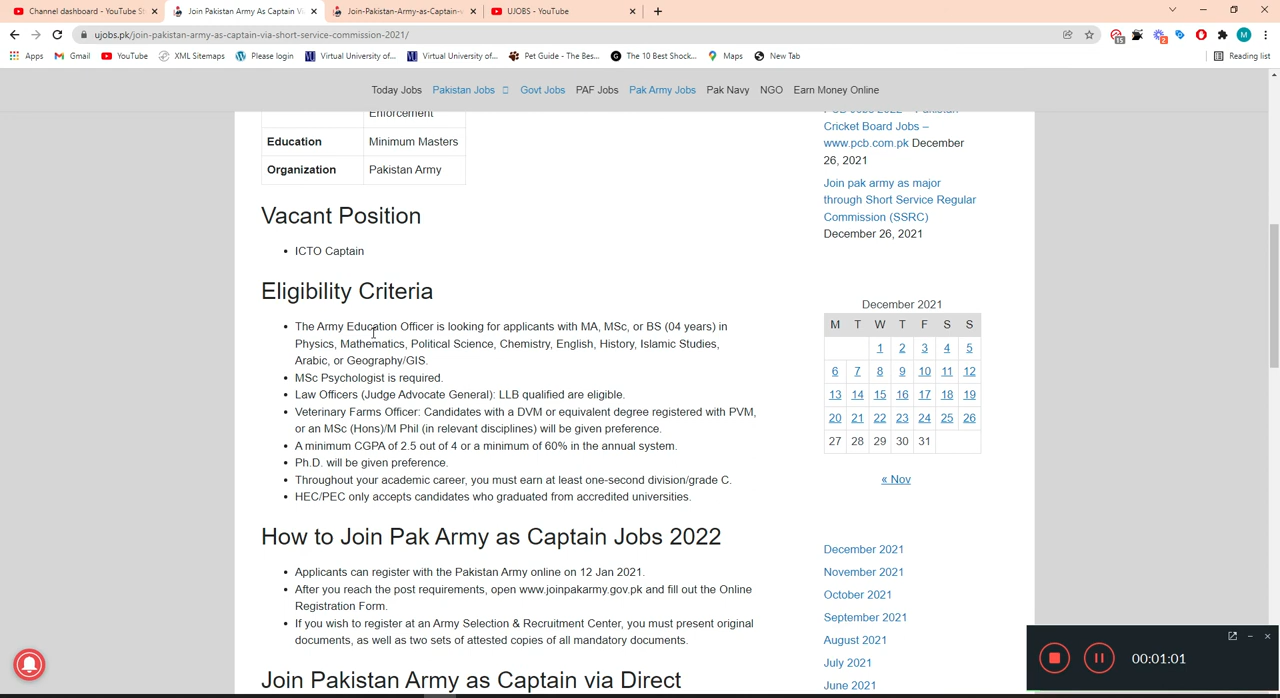 Channel dashboard - YouTube St
Join Pakistan Army As Captain Vi
Join-Pakistan-Army-as-Captain-
UJOBS - YouTube
ujobs.pk/join-pakistan-army-as-captain-via-short-service-commission-2021/
15
2
M
Apps
Gmail
YouTube
XML Sitemaps
Please login
Virtual University of...
Virtual University of...
Pet Guide - The Bes...
The 10 Best Shock...
Maps
New Tab
Reading list
Today Jobs Pakistan Jobs Govt Jobs PAF Jobs Pak Army Jobs Pak Navy NGO Earn Money Online
Enforcement
Education Minimum Masters
Organization Pakistan Army
Vacant Position
• ICTO Captain
Eligibility Criteria
• The Army Education Officer is looking for applicants with MA, MSc, or BS (04 years) in
Physics, Mathematics, Political Science, Chemistry, English, History, Islamic Studies,
Arabic, or Geography/GIS.
• MSc Psychologist is required.
• Law Officers (Judge Advocate General): LLB qualified are eligible.
• Veterinary Farms Officer: Candidates with a DVM or equivalent degree registered with PVM,
or an MSc (Hons)/M Phil (in relevant disciplines) will be given preference.
• A minimum CGPA of 2.5 out of 4 or a minimum of 60% in the annual system.
• Ph.D. will be given preference.
• Throughout your academic career, you must earn at least one-second division/grade C.
• HEC/PEC only accepts candidates who graduated from accredited universities.
How to Join Pak Army as Captain Jobs 2022
• Applicants can register with the Pakistan Army online on 12 Jan 2021.
• After you reach the post requirements, open www.joinpakarmy.gov.pk and fill out the Online
Registration Form.
• If you wish to register at an Army Selection & Recruitment Center, you must present original
documents, as well as two sets of attested copies of all mandatory documents.
Join Pakistan Army as Captain via Direct
PCB Jobs 2022 – Pakistan
Cricket Board Jobs –
www.pcb.com.pk December
26, 2021
Join pak army as major
through Short Service Regular
Commission (SSRC)
December 26, 2021
December 2021
M T W T F S S
1 2 3 4 5
6 7 8 9 10 11 12
13 14 15 16 17 18 19
20 21 22 23 24 25 26
27 28 29 30 31
« Nov
December 2021
November 2021
October 2021
September 2021
August 2021
July 2021
June 2021
00:01:01